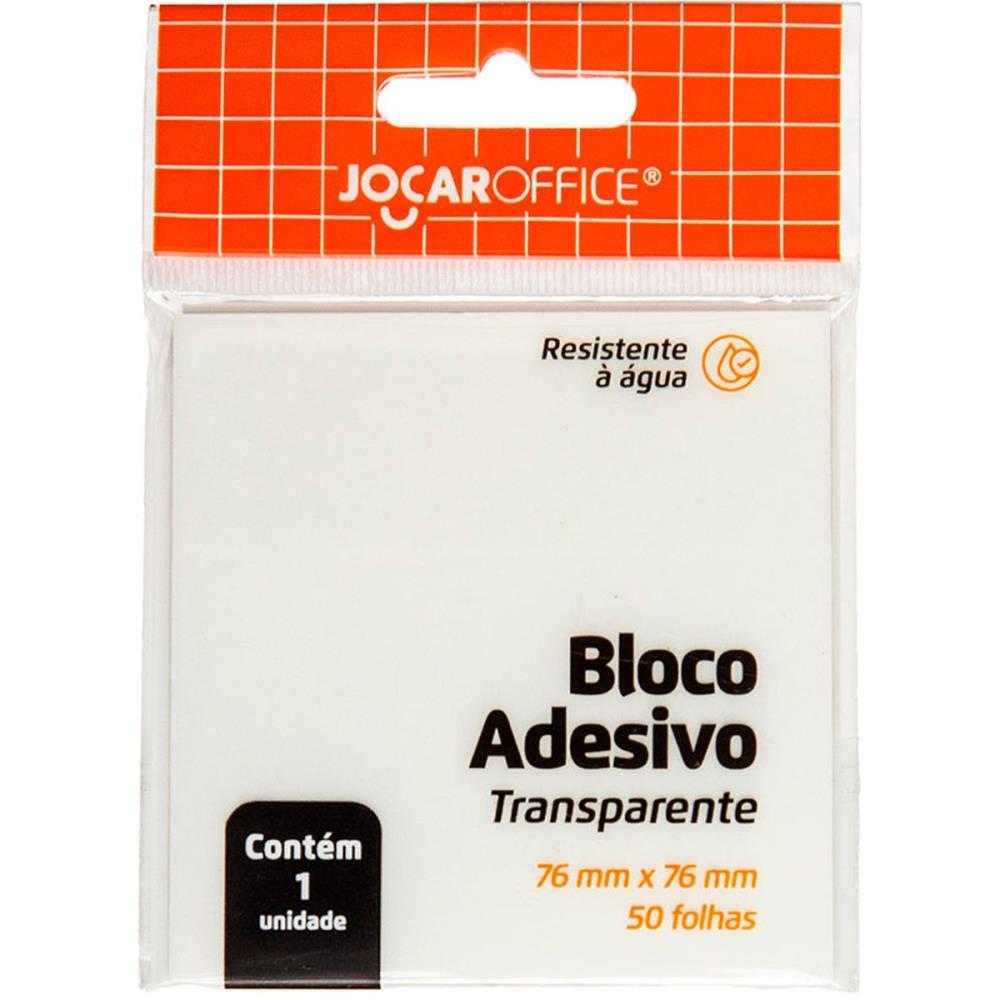 JOCAROFFICE®
Resistente
à água
Bloco
Adesivo
Transparente
76 mm x 76 mm
50 folhas
Contém
1
unidade